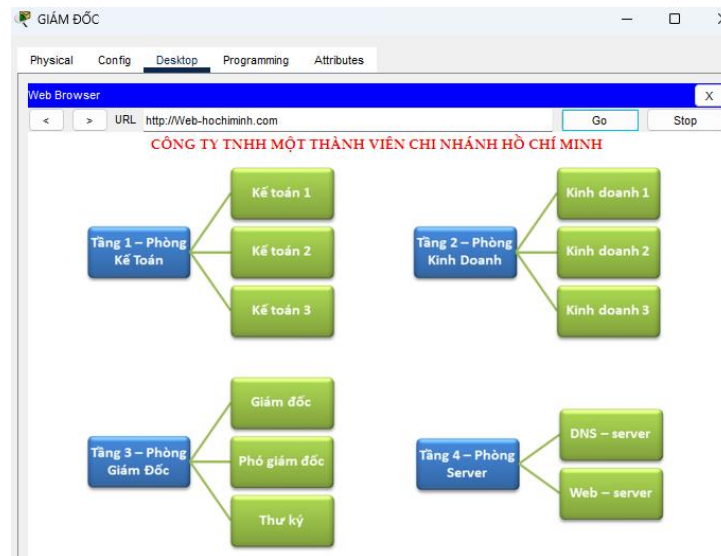 GIÁM ĐỐC
Physical Config Desktop Programming Attributes
Web Browser
X
< > URL http://Web-hochiminh.com Go Stop
CÔNG TY TNHH MỘT THÀNH VIÊN CHI NHÁNH HỒ CHÍ MINH
Tầng 1 – Phòng
Kế Toán
Kế toán 1
Kế toán 2
Kế toán 3
Tầng 2 – Phòng
Kinh Doanh
Kinh doanh 1
Kinh doanh 2
Kinh doanh 3
Tầng 3 – Phòng
Giám Đốc
Giám đốc
Phó giám đốc
Thư ký
Tầng 4 – Phòng
Server
DNS – server
Web – server